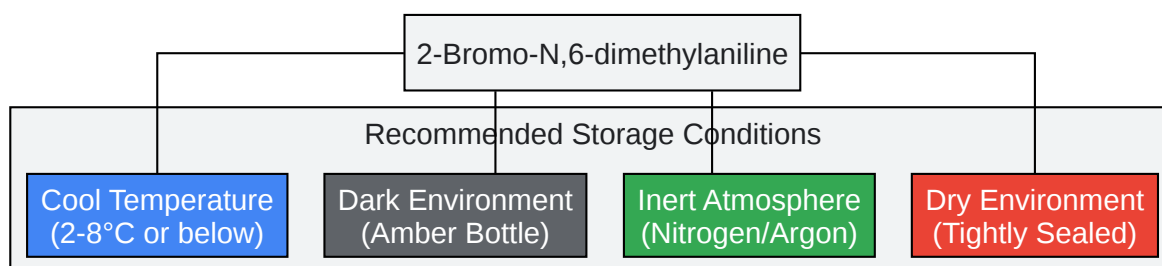 2-Bromo-N,6-dimethylaniline
Recommended Storage Conditions
Cool Temperature
(2-8°C or below)
Dark Environment
(Amber Bottle)
Inert Atmosphere
(Nitrogen/Argon)
Dry Environment
(Tightly Sealed)